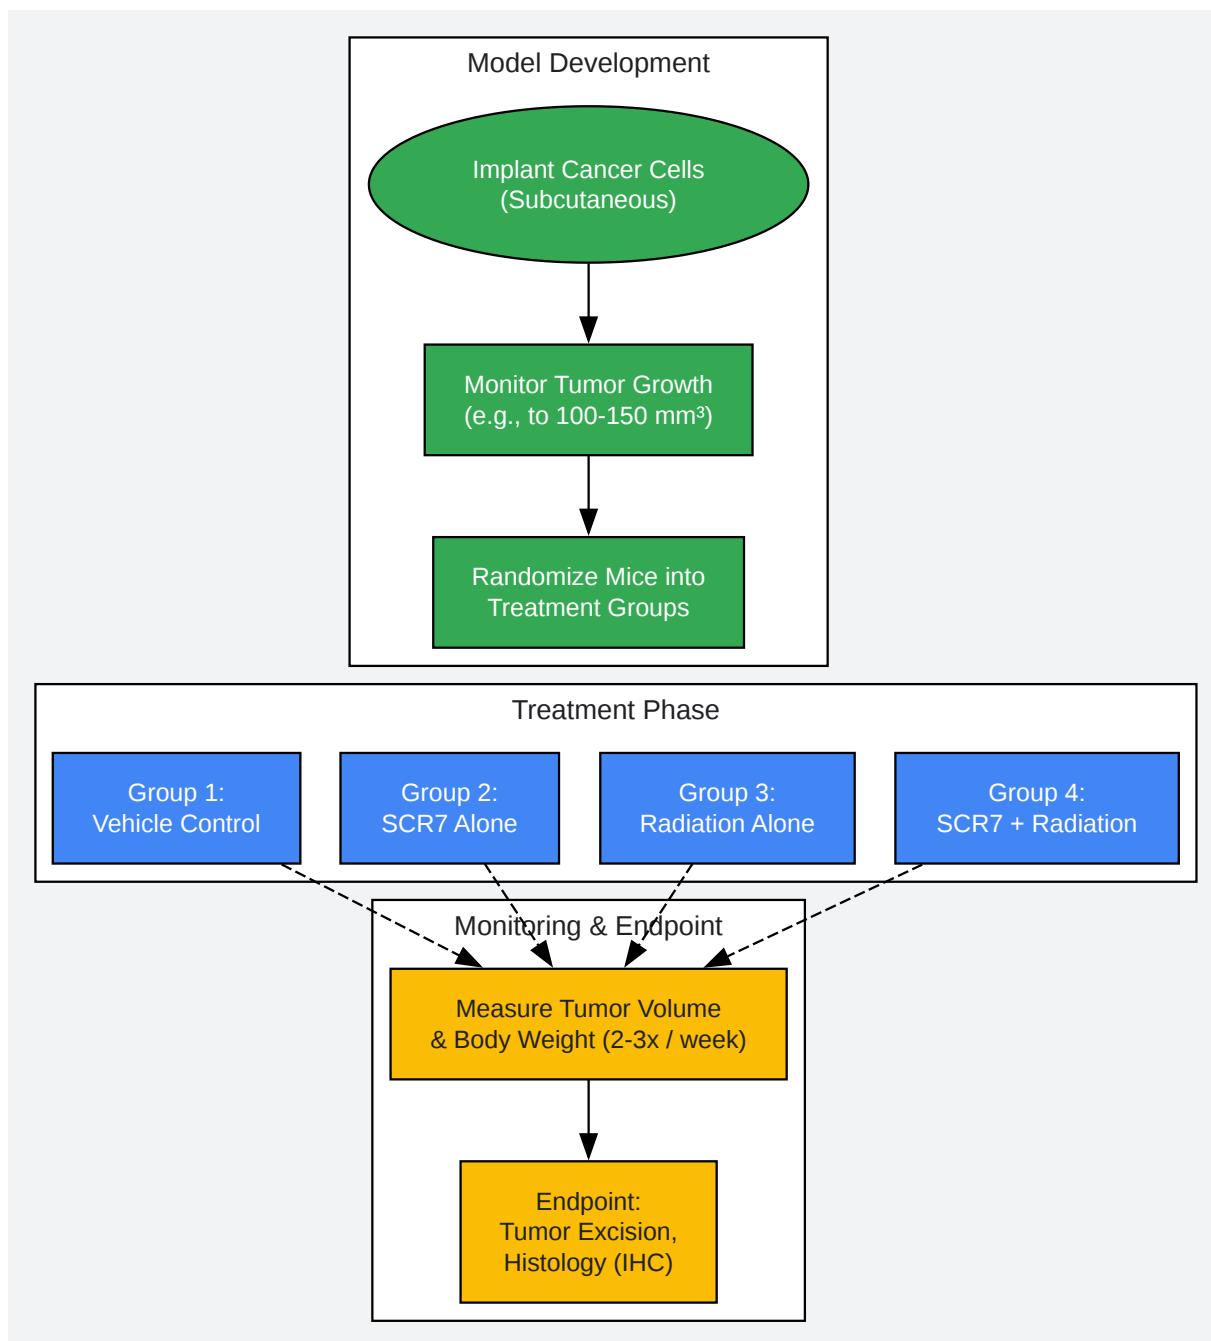 Model Development
Implant Cancer Cells
(Subcutaneous)
Monitor Tumor Growth
(e.g., to 100-150 mm³)
Randomize Mice into
Treatment Groups
Treatment Phase
Group 1:
Vehicle Control
Group 2:
SCR7 Alone
Group 3:
Radiation Alone
Group 4:
SCR7 + Radiation
Monitoring & Endpoint
Measure Tumor Volume
& Body Weight (2-3x / week)
Endpoint:
Tumor Excision,
Histology (IHC)